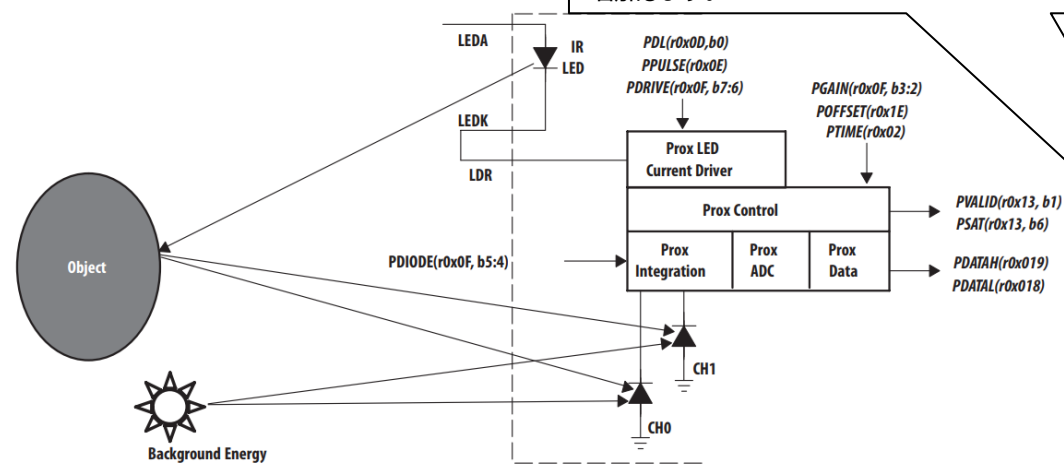 LEDA
IR
LED
LEDK
LDR
PDL(r0x0D,b0)
PPULSE(r0x0E)
PDRIVE(r0x0F, b7:6)
PGAIN(r0x0F, b3:2)
POFFSET(r0x1E)
PTIME(r0x02)
Prox LED
Current Driver
Prox Control
PVALID(r0x13, b1)
PSAT(r0x13, b6)
Object
PDIODE(r0x0F, b5:4)
Prox
Integration
Prox
ADC
Prox
Data
PDATAH(r0x019)
PDATAL(r0x018)
CH1
CH0
Background Energy